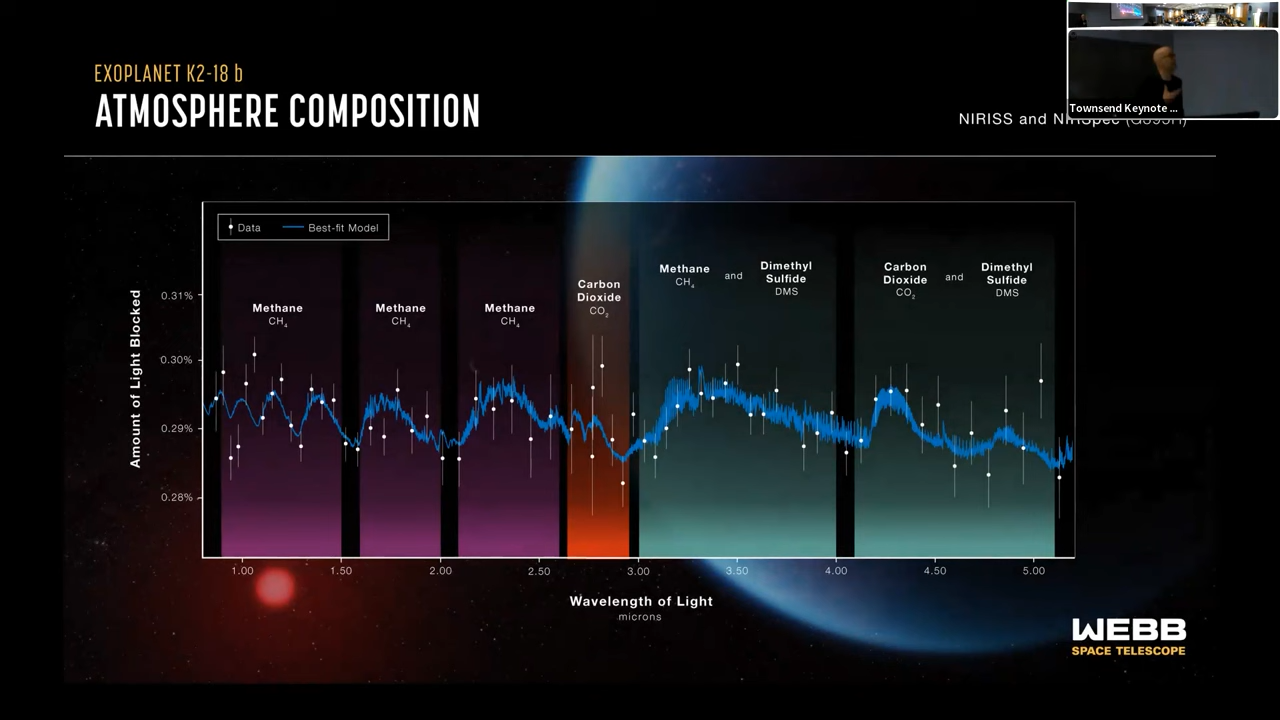 EXOPLANET K2-18 b
ATMOSPHERE COMPOSITION
Townsend Keynote ...
NIRISS and NIRSpec (G395H)
Data
Best-fit Model
Amount of Light Blocked
0.31%
0.30%
0.29%
0.28%
Methane
CH₄
Methane
CH₄
Methane
CH₄
Carbon
Dioxide
CO₂
Methane
CH₄
and
Dimethyl
Sulfide
DMS
Carbon
Dioxide
CO₂
and
Dimethyl
Sulfide
DMS
1.00
1.50
2.00
2.50
3.00
3.50
4.00
4.50
5.00
Wavelength of Light
microns
WEBB
SPACE TELESCOPE